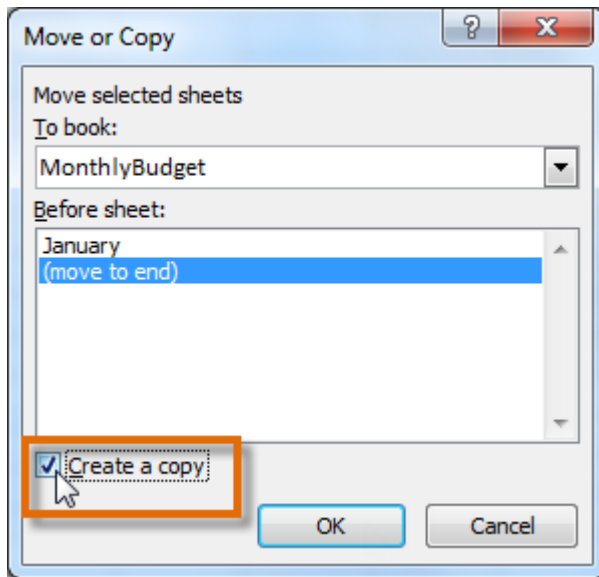 Move or Copy
Move selected sheets
To book:
MonthlyBudget
Before sheet:
January
(move to end)
Create a copy
OK Cancel